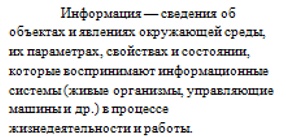 Информация — сведения об
объектах и явлениях окружающей среды,
их параметрах, свойствах и состоянии,
которые воспринимают информационные
системы (живые организмы, управляющие
машины и др.) в процессе
жизнедеятельности и работы.